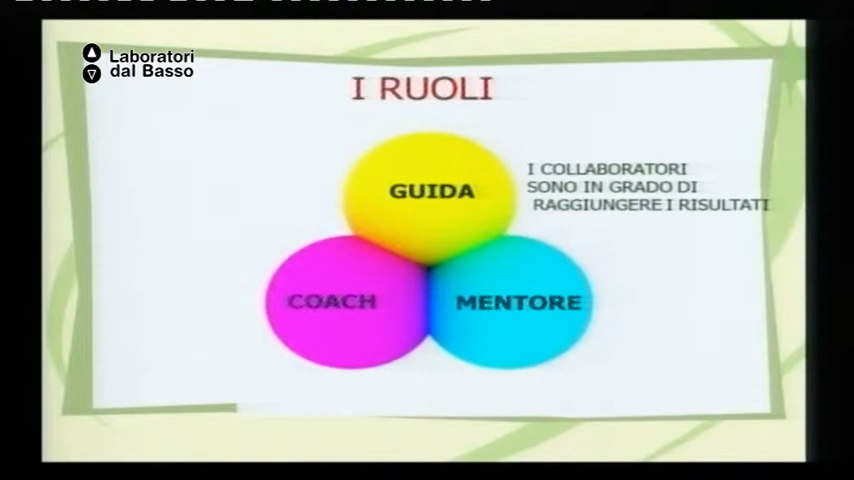 Laboratori
dal Basso
I RUOLI
GUIDA
I COLLABORATORI
SONO IN GRADO DI
RAGGIUNGERE I RISULTATI
COACH
MENTORE